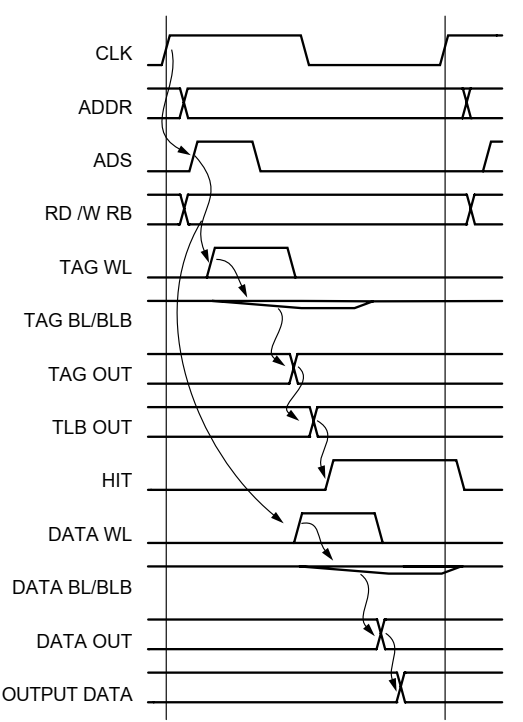 CLK
ADDR
ADS
RD /W RB
TAG WL
TAG BL/BLB
TAG OUT
TLB OUT
HIT
DATA WL
DATA BL/BLB
DATA OUT
OUTPUT DATA